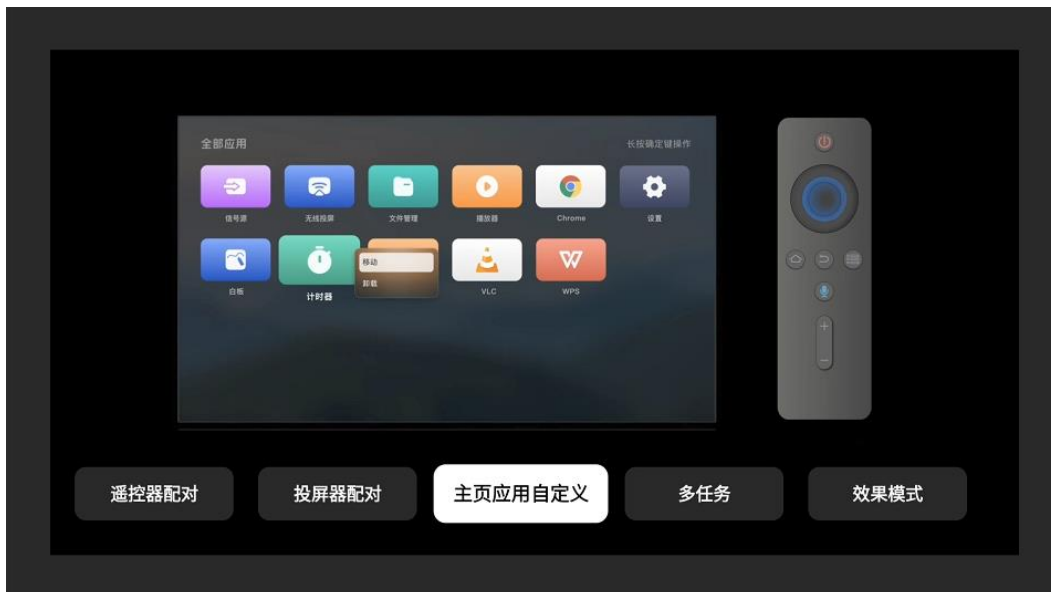 全部应用
长按确定键操作
信号源
无线投屏
文件管理
播放器
Chrome
设置
白板
计时器
移动
卸载
VLC
WPS
遥控器配对
投屏器配对
主页应用自定义
多任务
效果模式